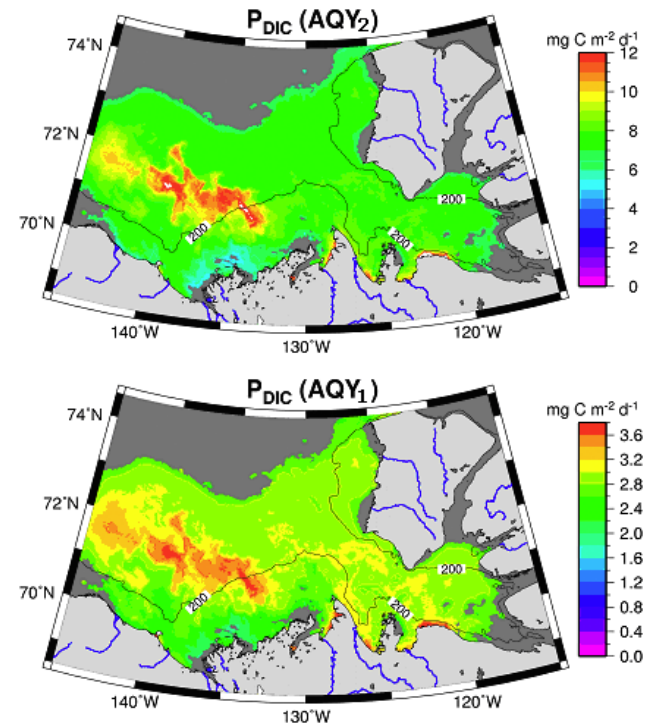 P_DIC (AQY₂)
mg C m⁻² d⁻¹
74˚N
72˚N
70˚N
200
200
200
12
10
8
6
4
2
0
140˚W
130˚W
120˚W
P_DIC (AQY₁)
mg C m⁻² d⁻¹
74˚N
72˚N
70˚N
200
200
200
3.6
3.2
2.8
2.4
2.0
1.6
1.2
0.8
0.4
0.0
140˚W
130˚W
120˚W